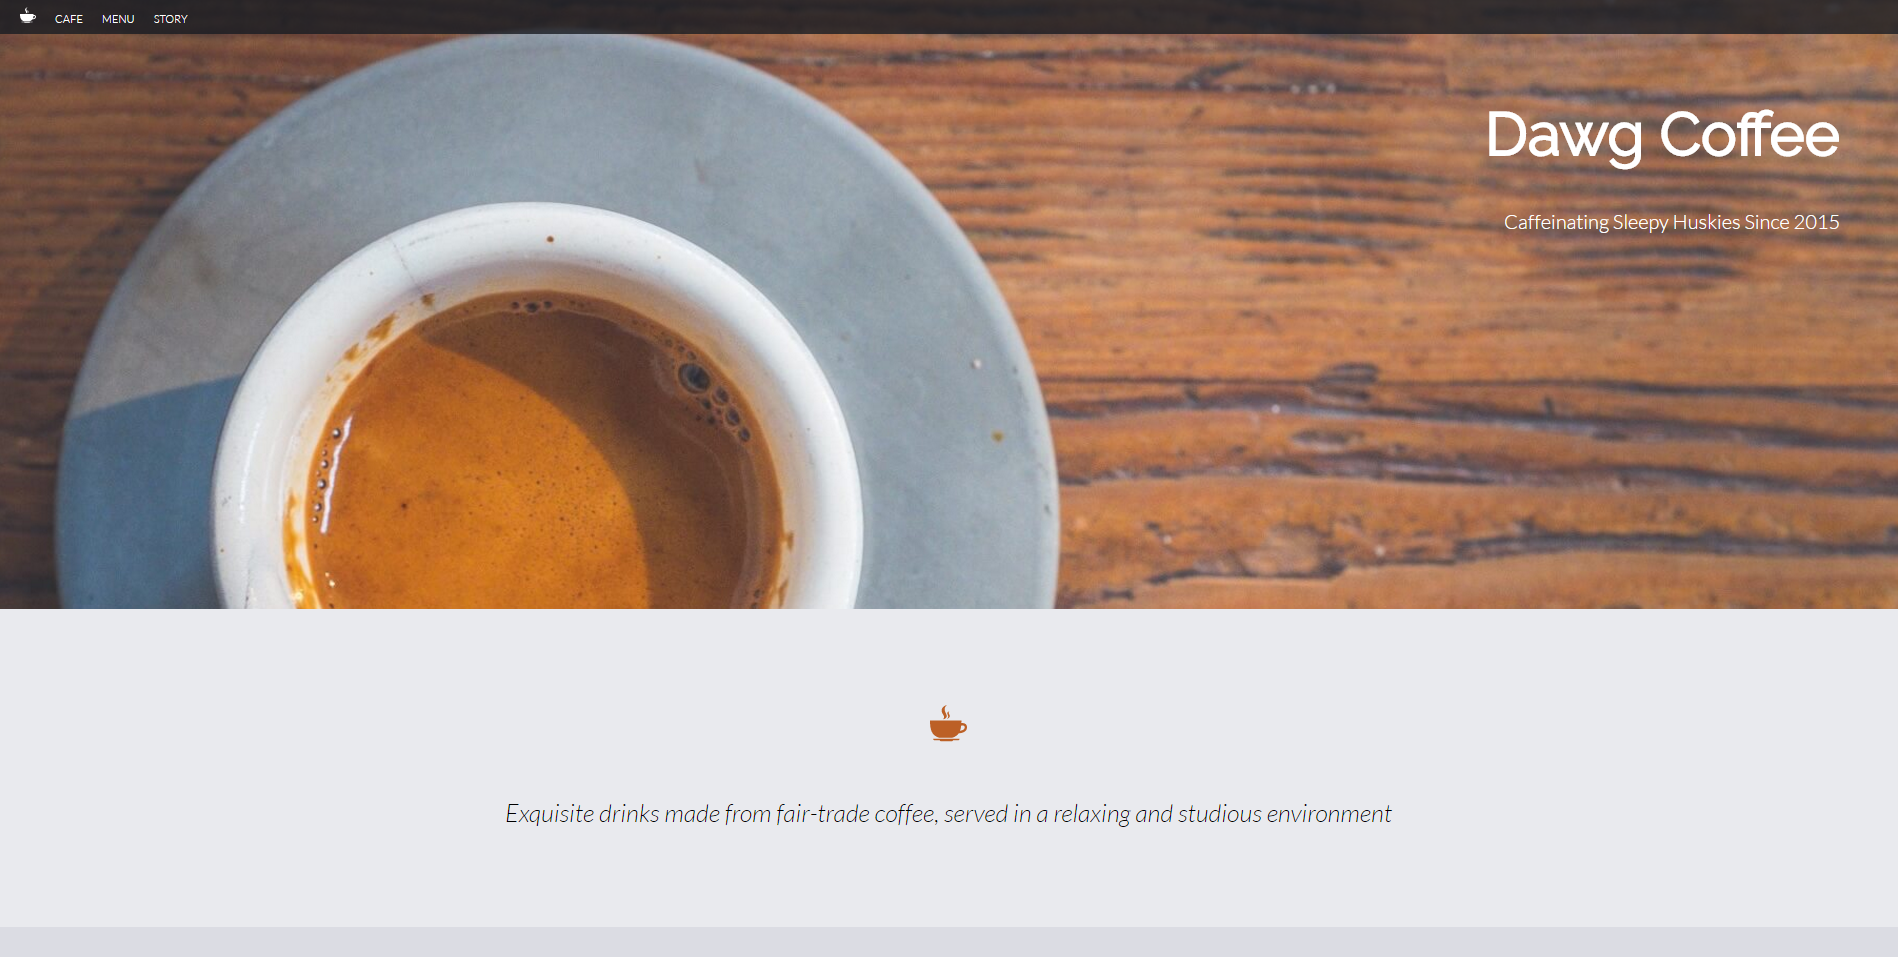 CAFE MENU STORY
Dawg Coffee
Caffeinating Sleepy Huskies Since 2015
Exquisite drinks made from fair-trade coffee, served in a relaxing and studious environment